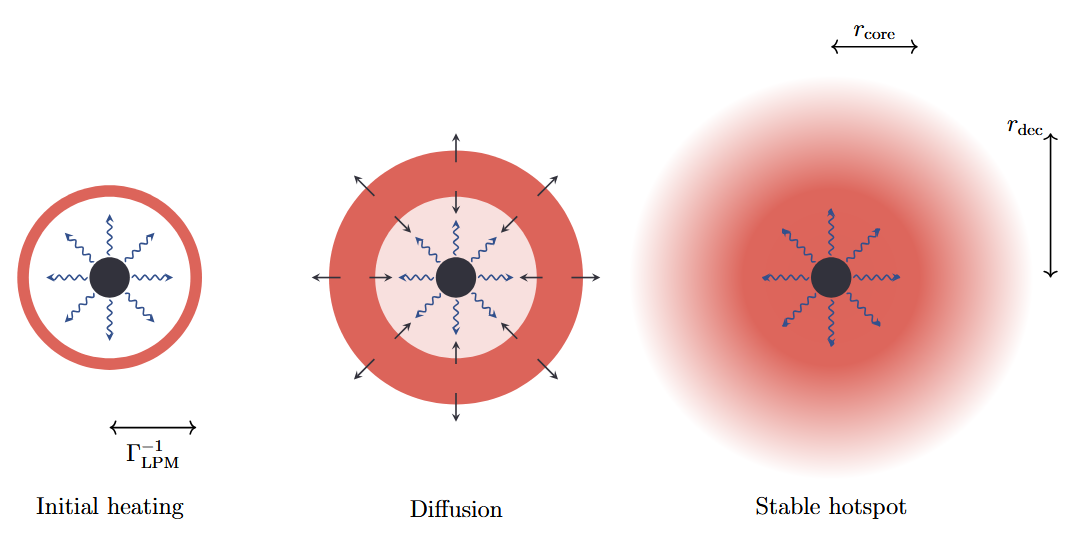 r_core
r_dec
Γ_LPM^−1
Initial heating
Diffusion
Stable hotspot